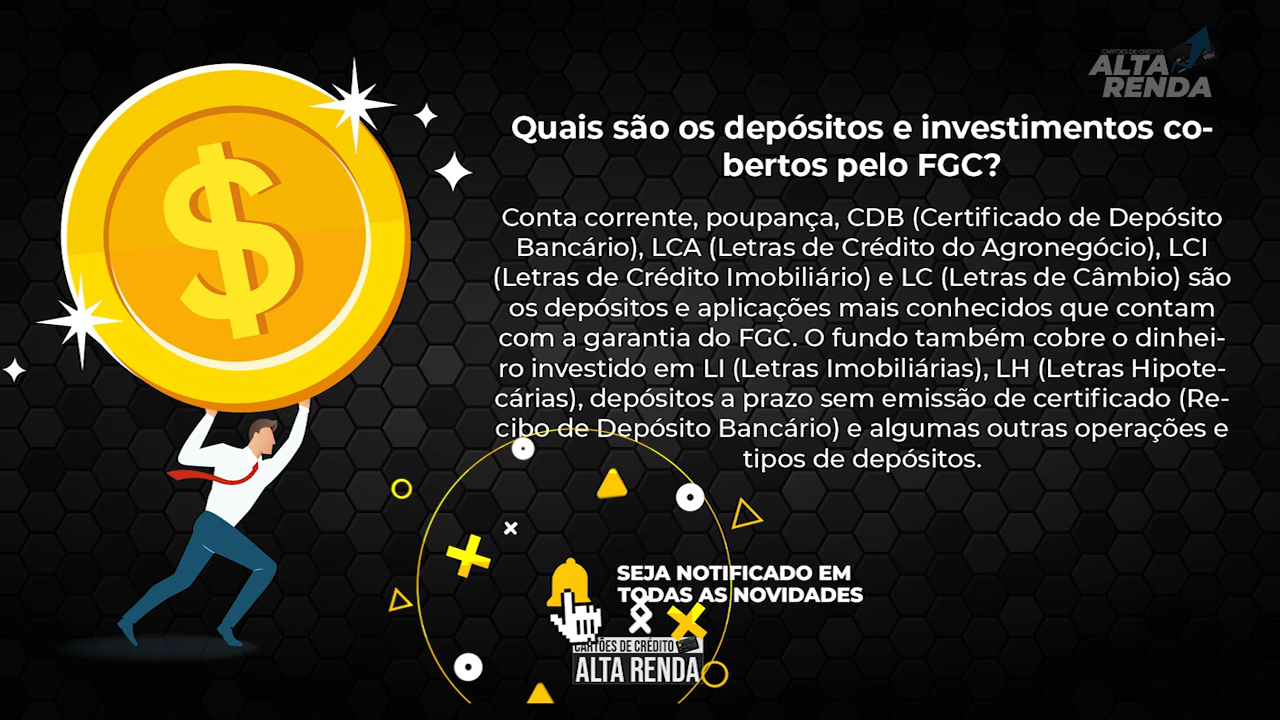 CARTÕES DE CRÉDITO
ALTA
RENDA
Quais são os depósitos e investimentos co-
bertos pelo FGC?
Conta corrente, poupança, CDB (Certificado de Depósito
Bancário), LCA (Letras de Crédito do Agronegócio), LCI
(Letras de Crédito Imobiliário) e LC (Letras de Câmbio) são
os depósitos e aplicações mais conhecidos que contam
com a garantia do FGC. O fundo também cobre o dinhei-
ro investido em LI (Letras Imobiliárias), LH (Letras Hipote-
cárias), depósitos a prazo sem emissão de certificado (Re-
cibo de Depósito Bancário) e algumas outras operações e
tipos de depósitos.
SEJA NOTIFICADO EM
TODAS AS NOVIDADES
CARTÕES DE CRÉDITO
ALTA RENDA